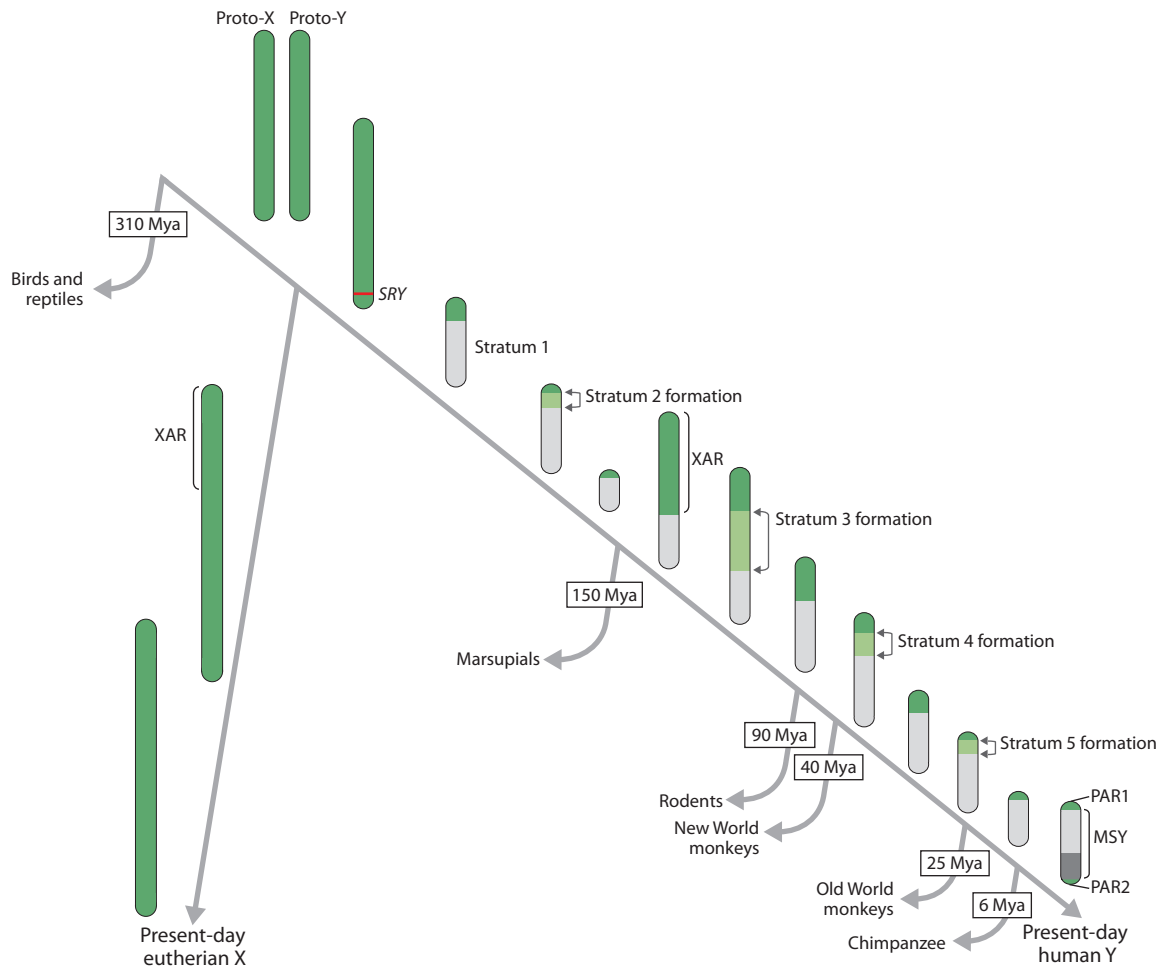 Proto-X Proto-Y
310 Mya
Birds and
reptiles
SRY
Stratum 1
Stratum 2 formation
XAR
XAR
Stratum 3 formation
150 Mya
Marsupials
Stratum 4 formation
90 Mya
40 Mya
Stratum 5 formation
Rodents
New World
monkeys
PAR1
MSY
PAR2
25 Mya
Old World
monkeys
6 Mya
Chimpanzee
Present-day
human Y
Present-day
eutherian X